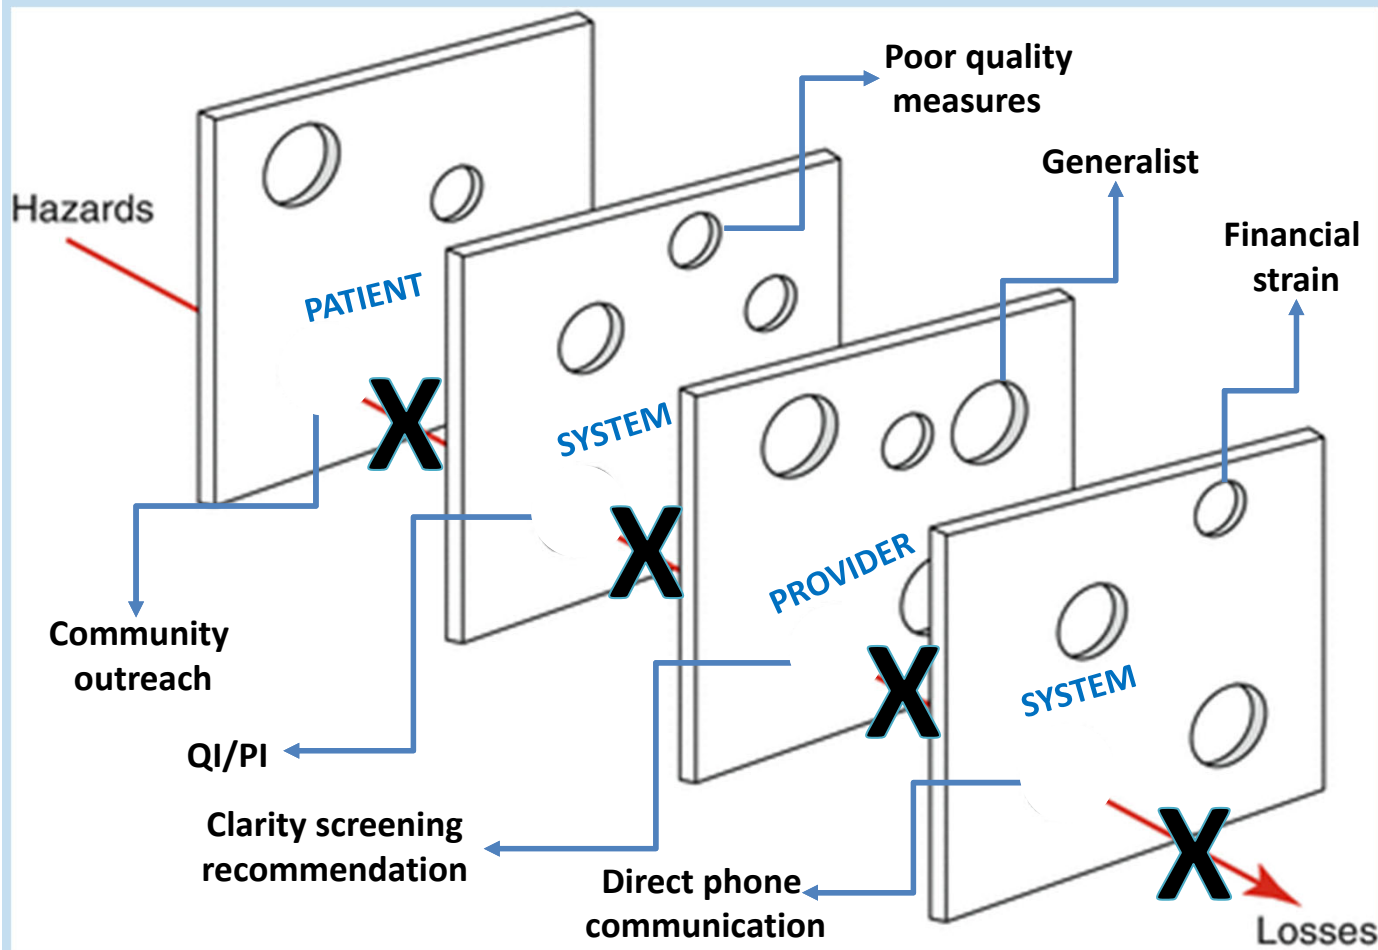 Poor quality
measures
Generalist
Hazards
Financial
strain
PATIENT
SYSTEM
PROVIDER
Community
outreach
SYSTEM
QI/PI
Clarity screening
recommendation
Direct phone
communication
Losses
X
X
X
X